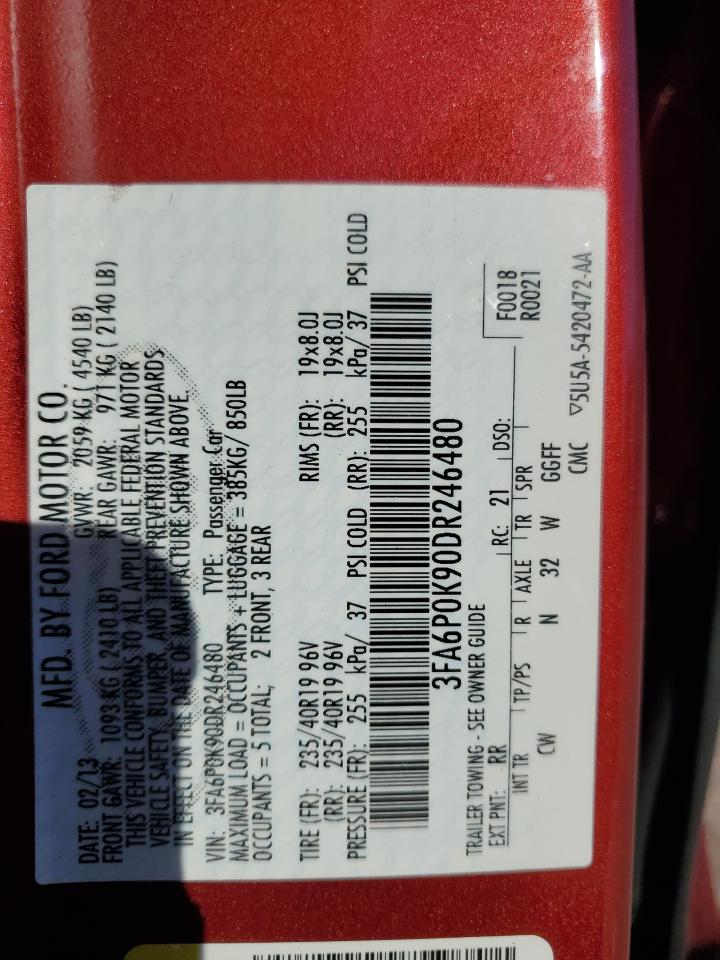 MFD. BY FORD MOTOR CO.
DATE: 02/13 GVWR: 2059 KG ( 4540 LB)
FRONT GAWR: 1093 KG ( 2410 LB) REAR GAWR: 971 KG ( 2140 LB)
THIS VEHICLE CONFORMS TO ALL APPLICABLE FEDERAL MOTOR
VEHICLE SAFETY, BUMPER, AND THEFT PREVENTION STANDARDS
IN EFFECT ON THE DATE OF MANUFACTURE SHOWN ABOVE.
VIN: 3FA6P0K90DR246480 TYPE: Passenger Car
MAXIMUM LOAD = OCCUPANTS + LUGGAGE = 385KG/ 850LB
OCCUPANTS = 5 TOTAL; 2 FRONT, 3 REAR
TIRE (FR): 235/40R19 96V RIMS (FR): 19x8.0J
(RR): 235/40R19 96V (RR): 19x8.0J
PRESSURE (FR): 255 kPa/ 37 PSI COLD (RR): 255 kPa/ 37 PSI COLD
3FA6P0K90DR246480
TRAILER TOWING - SEE OWNER GUIDE
F0018
EXT PNT: RR RC: 21 DSO: R0021
INT TR TP/PS R AXLE TR SPR
CW N 32 W GGFF
CMC ▽5U5A-5420472-AA